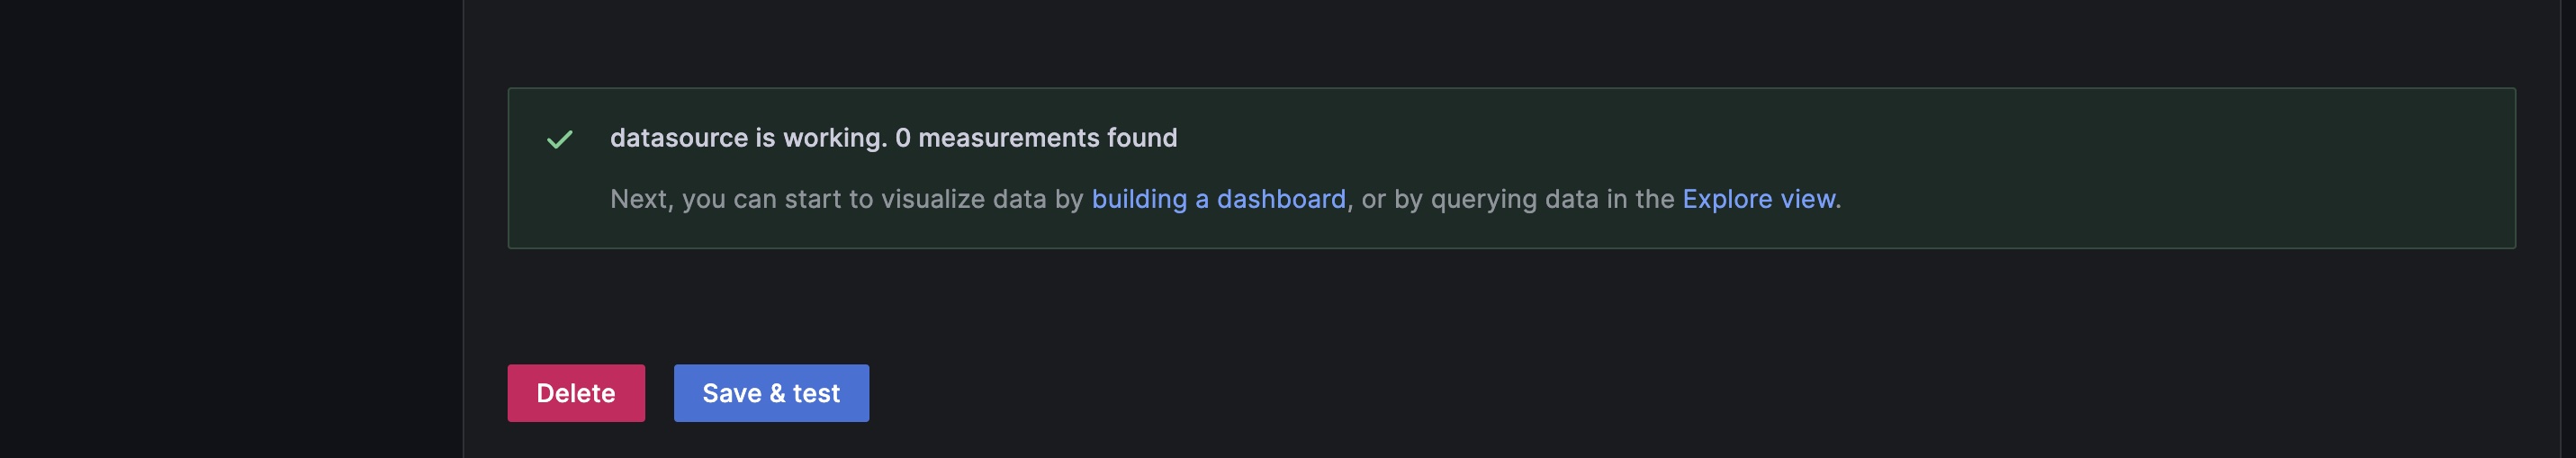 datasource is working. 0 measurements found
Next, you can start to visualize data by building a dashboard, or by querying data in the Explore view.
Delete
Save & test